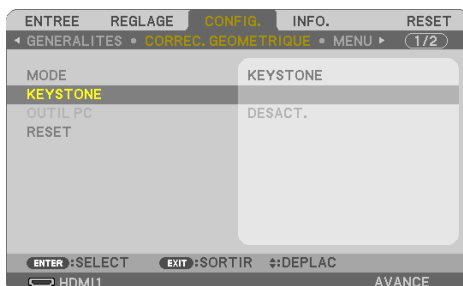 ENTREE REGLAGE CONFIG. INFO. RESET
◂ GENERALITES • CORREC. GEOMETRIQUE • MENU ▸ 1/2
MODE KEYSTONE
KEYSTONE
OUTIL PC DESACT.
RESET
ENTER :SELECT EXIT :SORTIR ♦:DEPLAC
HDMI1 AVANCE